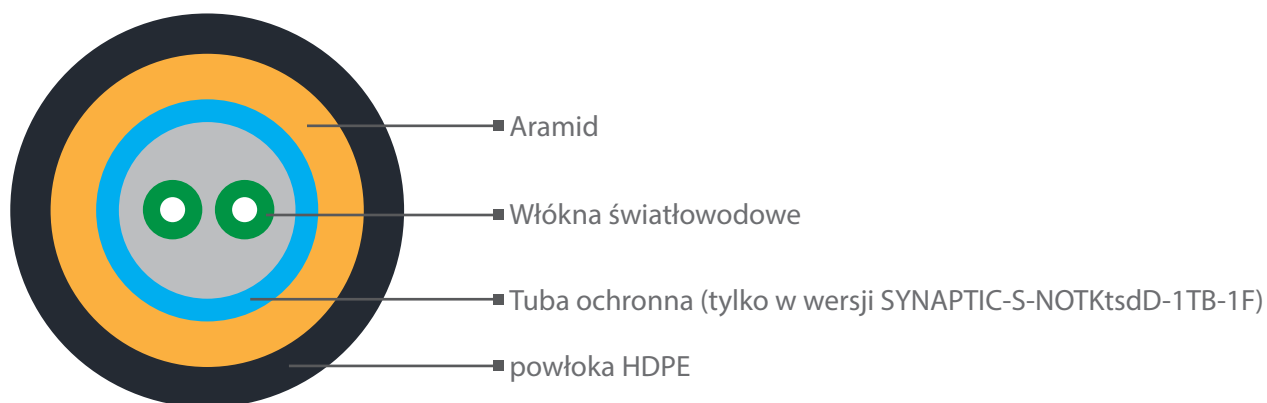 Aramid
Włókna światłowodowe
Tuba ochronna (tylko w wersji SYNAPTIC-S-NOTKtsdD-1TB-1F)
powłoka HDPE